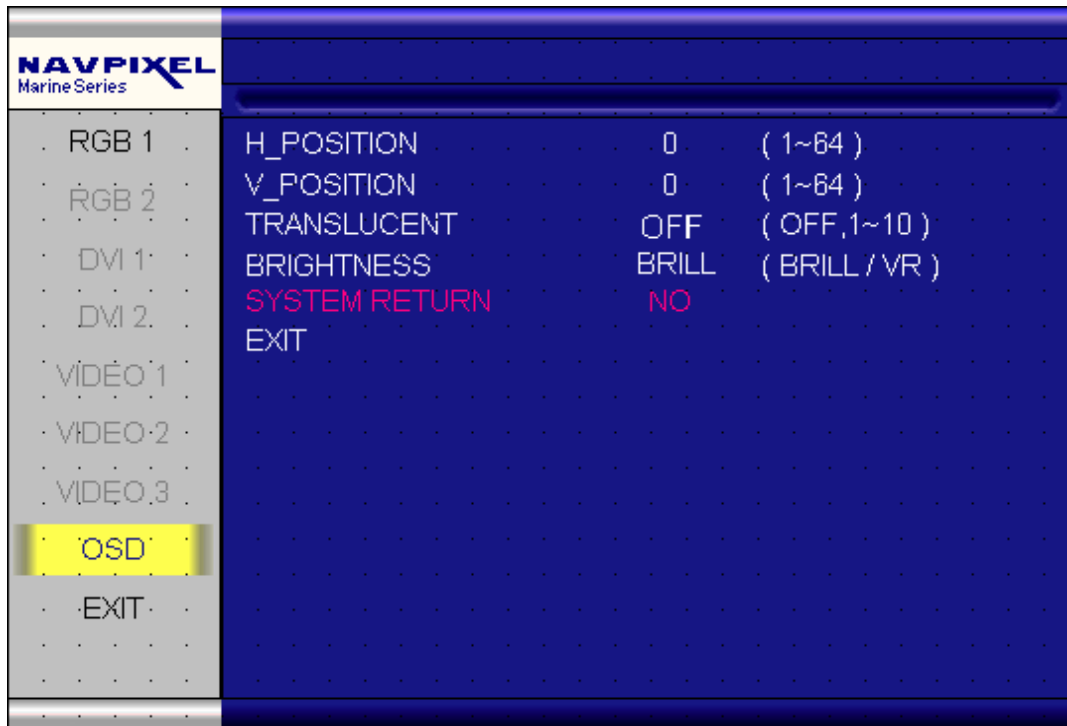 NAVPIXEL
Marine Series
RGB 1
RGB 2
DVI 1
DVI 2
VIDEO 1
VIDEO 2
VIDEO 3
OSD
EXIT
H_POSITION 0 ( 1~64 )
V_POSITION 0 ( 1~64 )
TRANSLUCENT OFF ( OFF,1~10 )
BRIGHTNESS BRILL ( BRILL / VR )
SYSTEM RETURN NO
EXIT